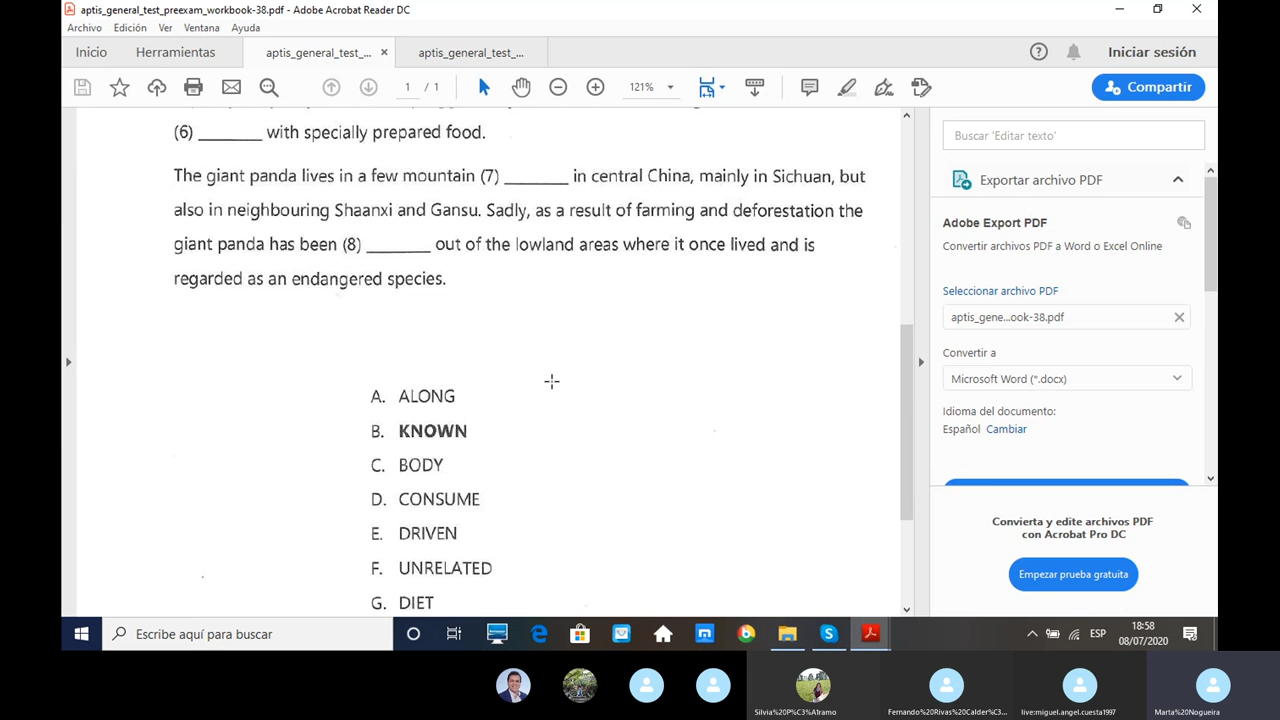 aptis_general_test_preexam_workbook-38.pdf - Adobe Acrobat Reader DC
Archivo Edición Ver Ventana Ayuda
Inicio Herramientas aptis_general_test_... × aptis_general_test_... Iniciar sesión
1 / 1 121% Compartir
(6) _______ with specially prepared food.
The giant panda lives in a few mountain (7) _______ in central China, mainly in Sichuan, but
also in neighbouring Shaanxi and Gansu. Sadly, as a result of farming and deforestation the
giant panda has been (8) _______ out of the lowland areas where it once lived and is
regarded as an endangered species.
A. ALONG
B. KNOWN
C. BODY
D. CONSUME
E. DRIVEN
F. UNRELATED
G. DIET
Buscar 'Editar texto'
Exportar archivo PDF
Adobe Export PDF
Convertir archivos PDF a Word o Excel Online
Seleccionar archivo PDF
aptis_gene...ook-38.pdf
Convertir a
Microsoft Word (*.docx)
Idioma del documento:
Español Cambiar
Convierta y edite archivos PDF
con Acrobat Pro DC
Empezar prueba gratuita
Escribe aquí para buscar
ESP
18:58
08/07/2020
Silvia%20P%C3%A1ramo
Fernando%20Rivas%20Calder%C3...
live:miguel.angel.cuesta1997
Marta%20Nogueira